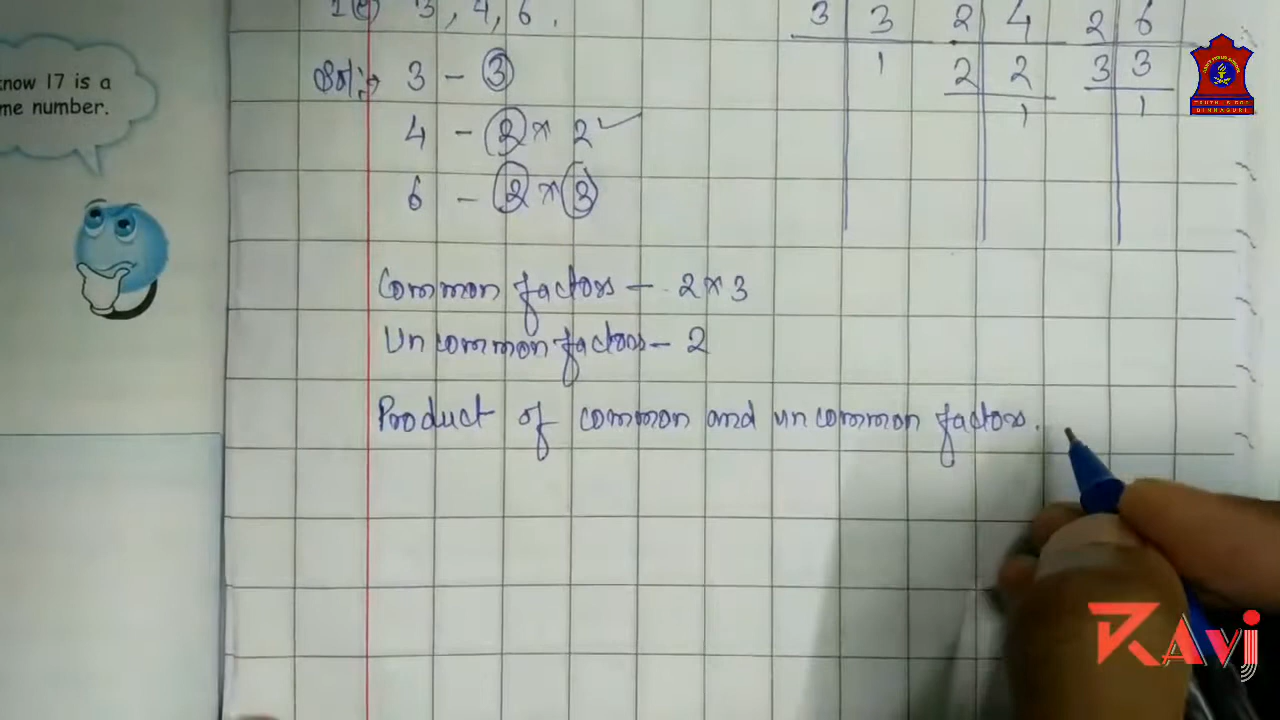 1(e) 3, 4, 6.
3 3
1
2 4
2 2
1
2 6
3 3
1
know 17 is a
me number.
Sol:→ 3 - 3
4 - 2 × 2 ✓
6 - 2 × 3
Common factors - 2 × 3
Uncommon factors - 2
Product of common and uncommon factors.
RAvj